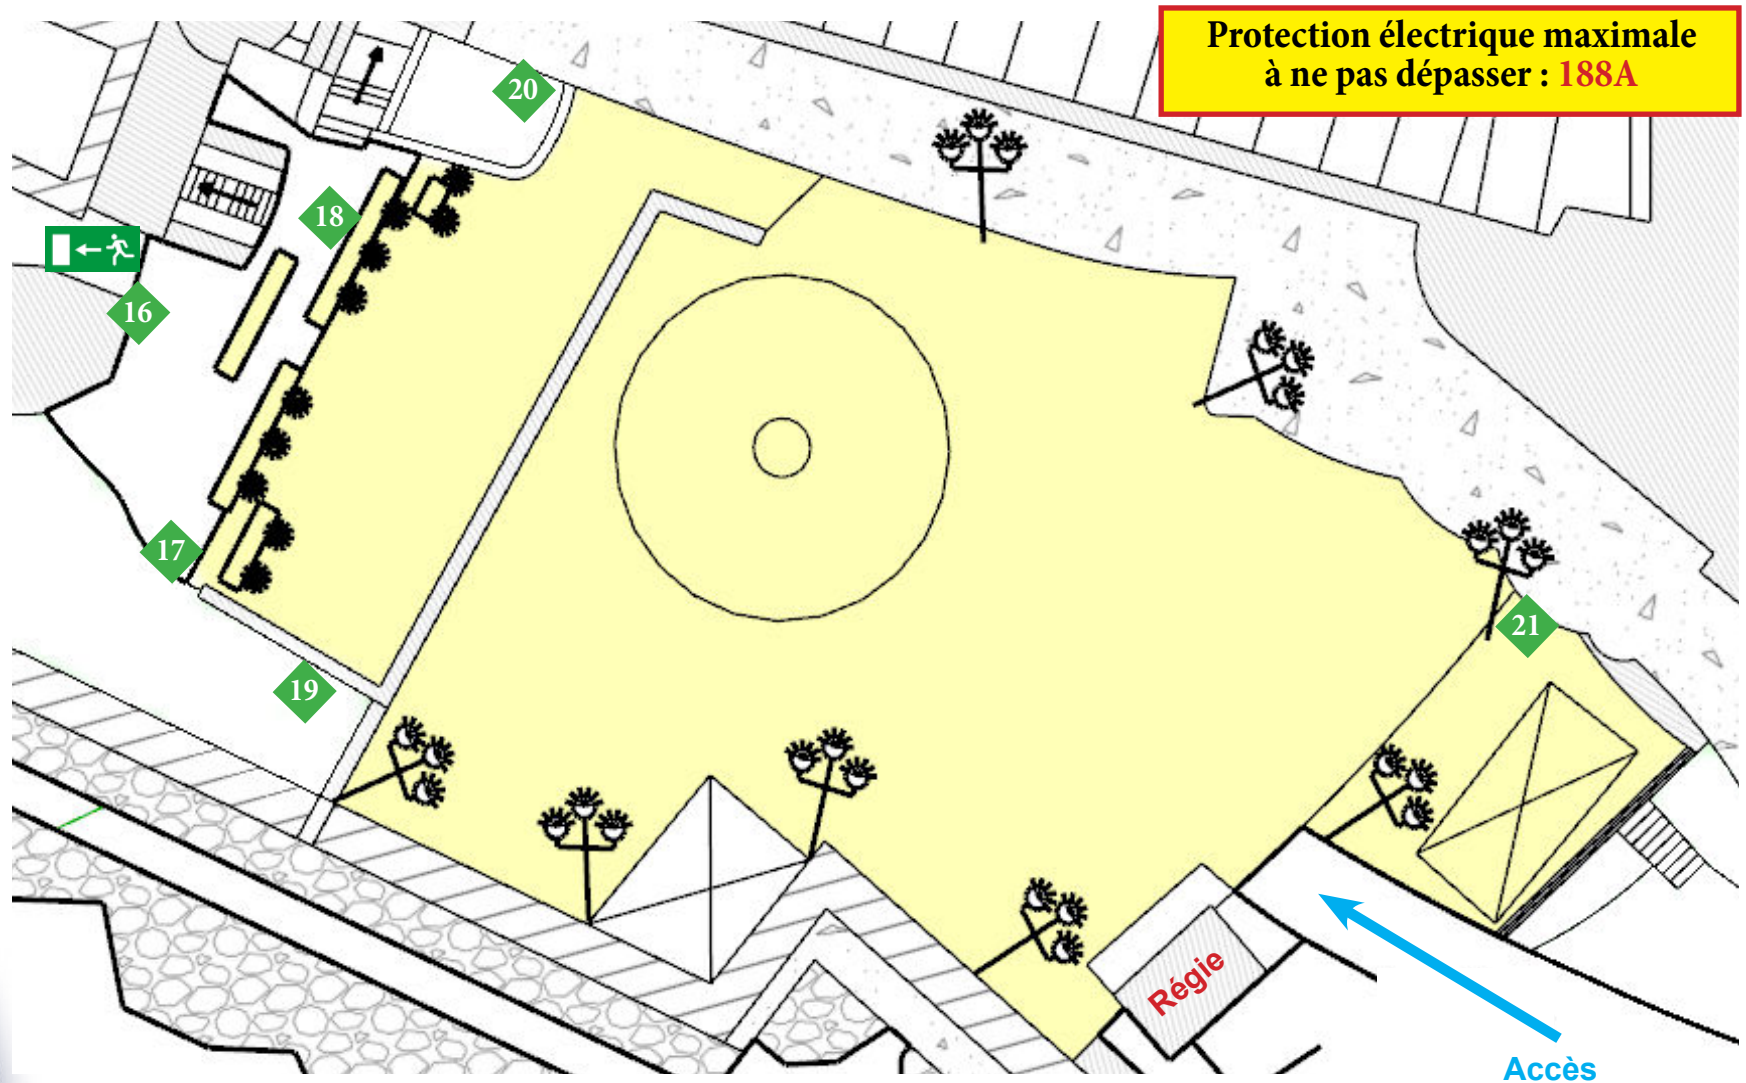 Protection électrique maximale
à ne pas dépasser : 188A
20
18
16
17
19
21
Régie
Accès